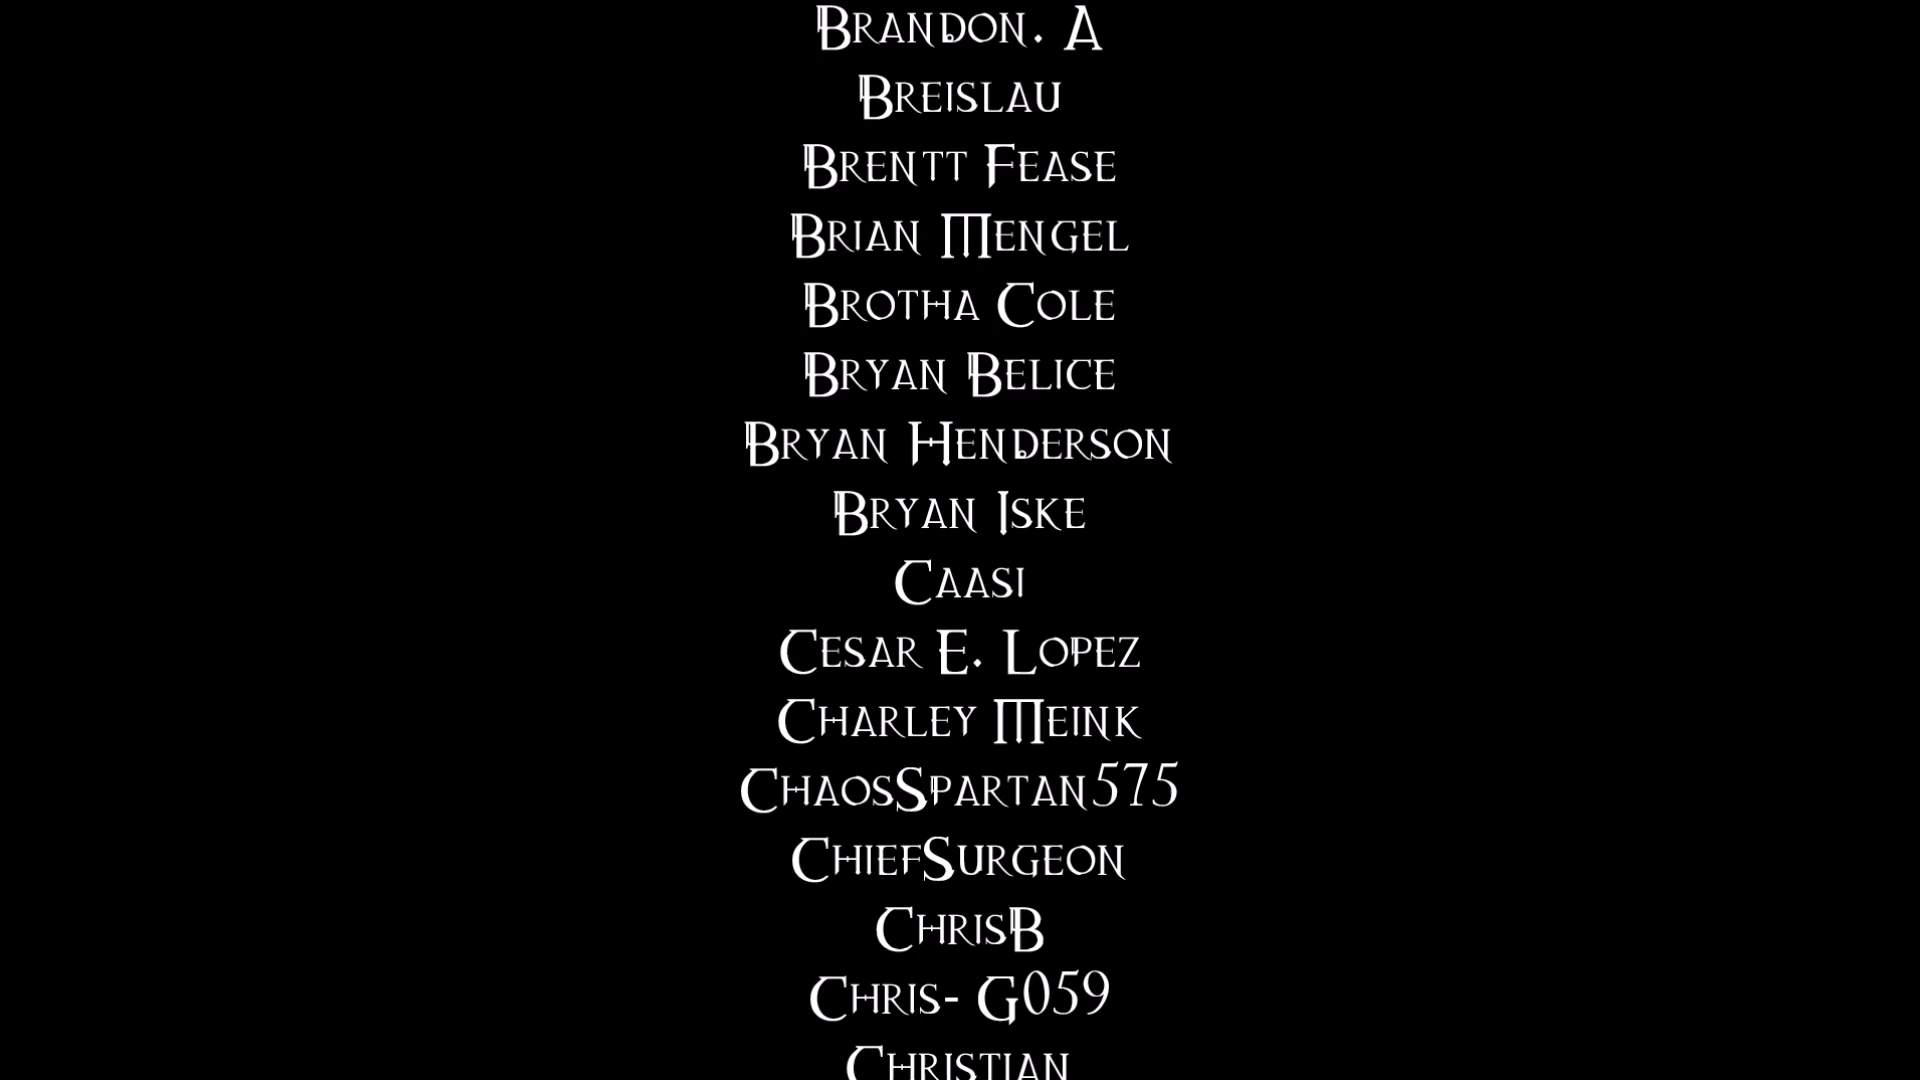 Brandon. A
Breislau
Brentt Fease
Brian Mengel
Brotha Cole
Bryan Belice
Bryan Henderson
Bryan Iske
Caasi
Cesar E. Lopez
Charley Meink
ChaosSpartan575
ChiefSurgeon
ChrisB
Chris- G059
Christian